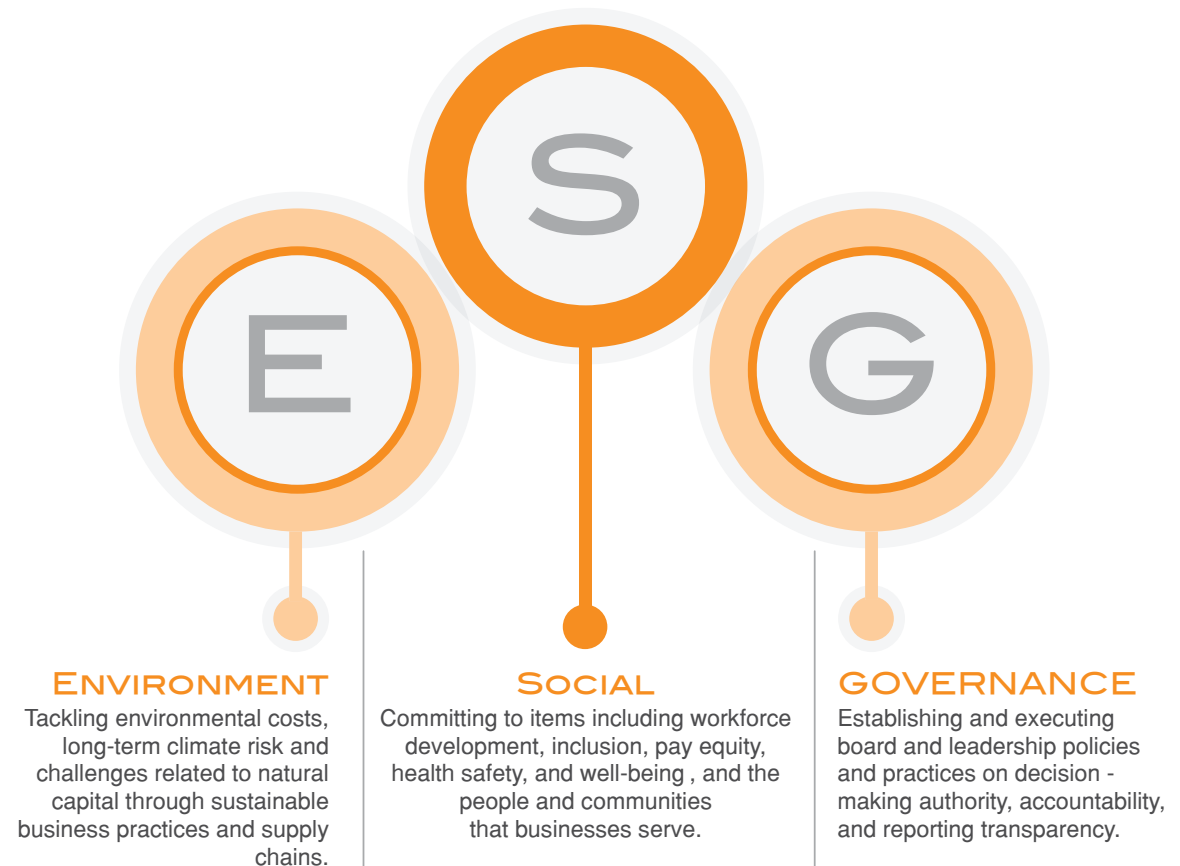 S
E
G
ENVIRONMENT
Tackling environmental costs,
long-term climate risk and
challenges related to natural
capital through sustainable
business practices and supply
chains.
SOCIAL
Committing to items including workforce
development, inclusion, pay equity,
health safety, and well-being , and the
people and communities
that businesses serve.
GOVERNANCE
Establishing and executing
board and leadership policies
and practices on decision -
making authority, accountability,
and reporting transparency.